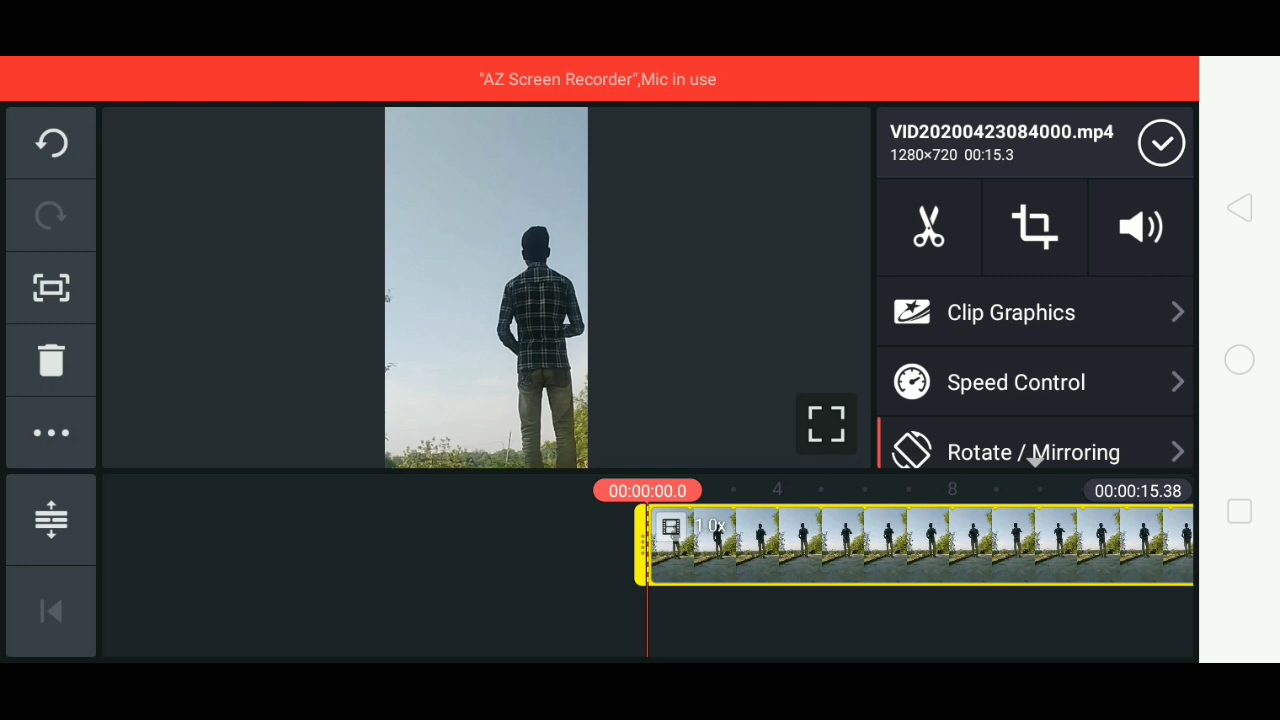 "AZ Screen Recorder",Mic in use
VID20200423084000.mp4
1280×720 00:15.3
Clip Graphics
Speed Control
Rotate / Mirroring
00:00:00.0
4
8
00:00:15.38
1.0x